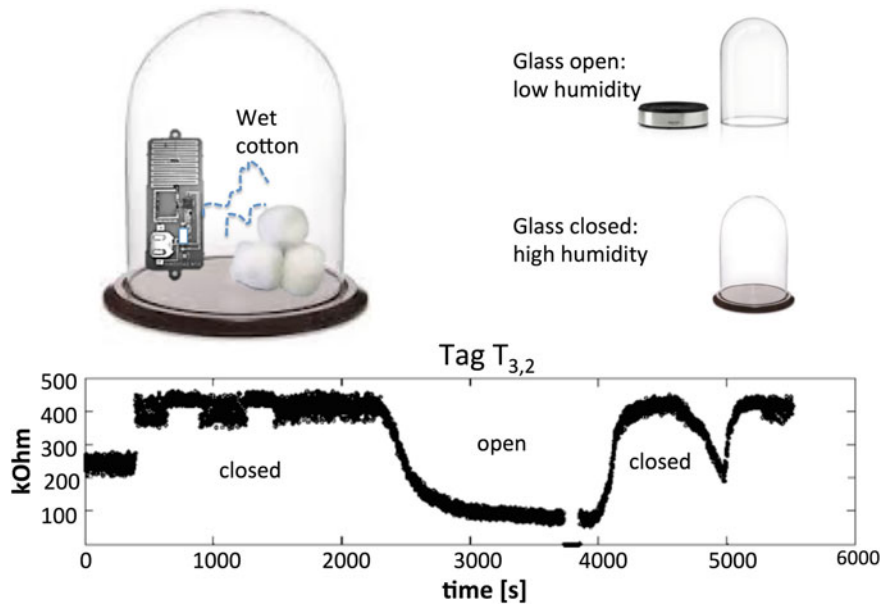 Wet
cotton
Glass open:
low humidity
Glass closed:
high humidity
Tag T3,2
kOhm
500
400
300
200
100
closed
open
closed
0
1000
2000
3000
4000
5000
6000
time [s]